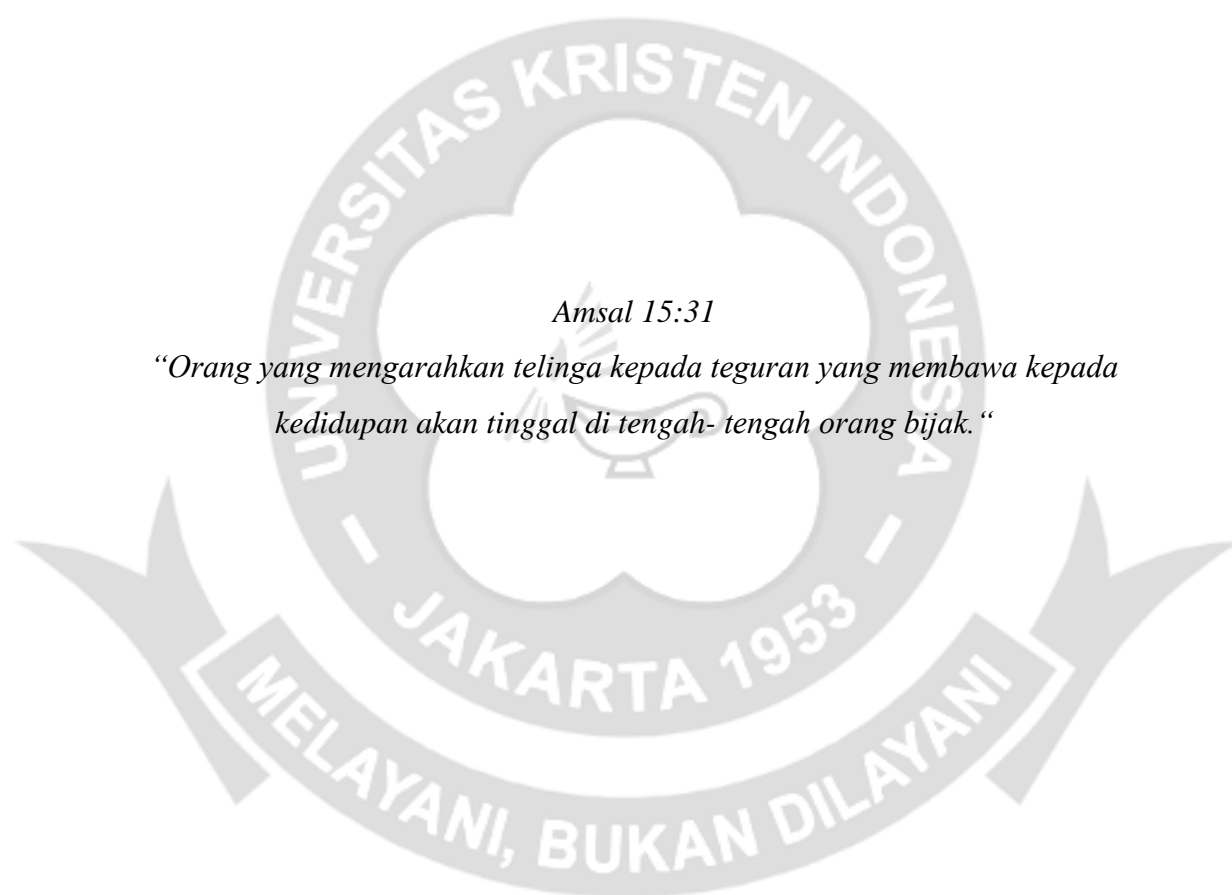 UNIVERSITAS KRISTEN INDONESIA
Amsal 15:31
“Orang yang mengarahkan telinga kepada teguran yang membawa kepada
kedidupan akan tinggal di tengah- tengah orang bijak.“
JAKARTA 1953
MELAYANI, BUKAN DILAYANI